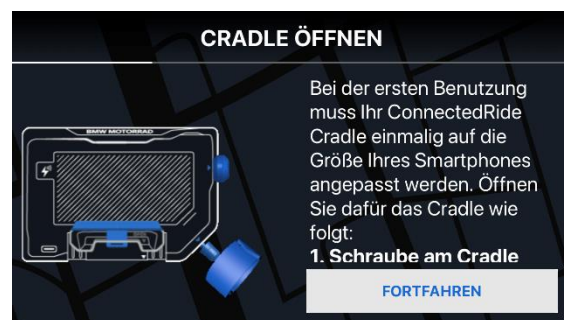 CRADLE ÖFFNEN
BMW MOTORRAD
Bei der ersten Benutzung
muss Ihr ConnectedRide
Cradle einmalig auf die
Größe Ihres Smartphones
angepasst werden. Öffnen
Sie dafür das Cradle wie
folgt:
1. Schraube am Cradle
FORTFAHREN